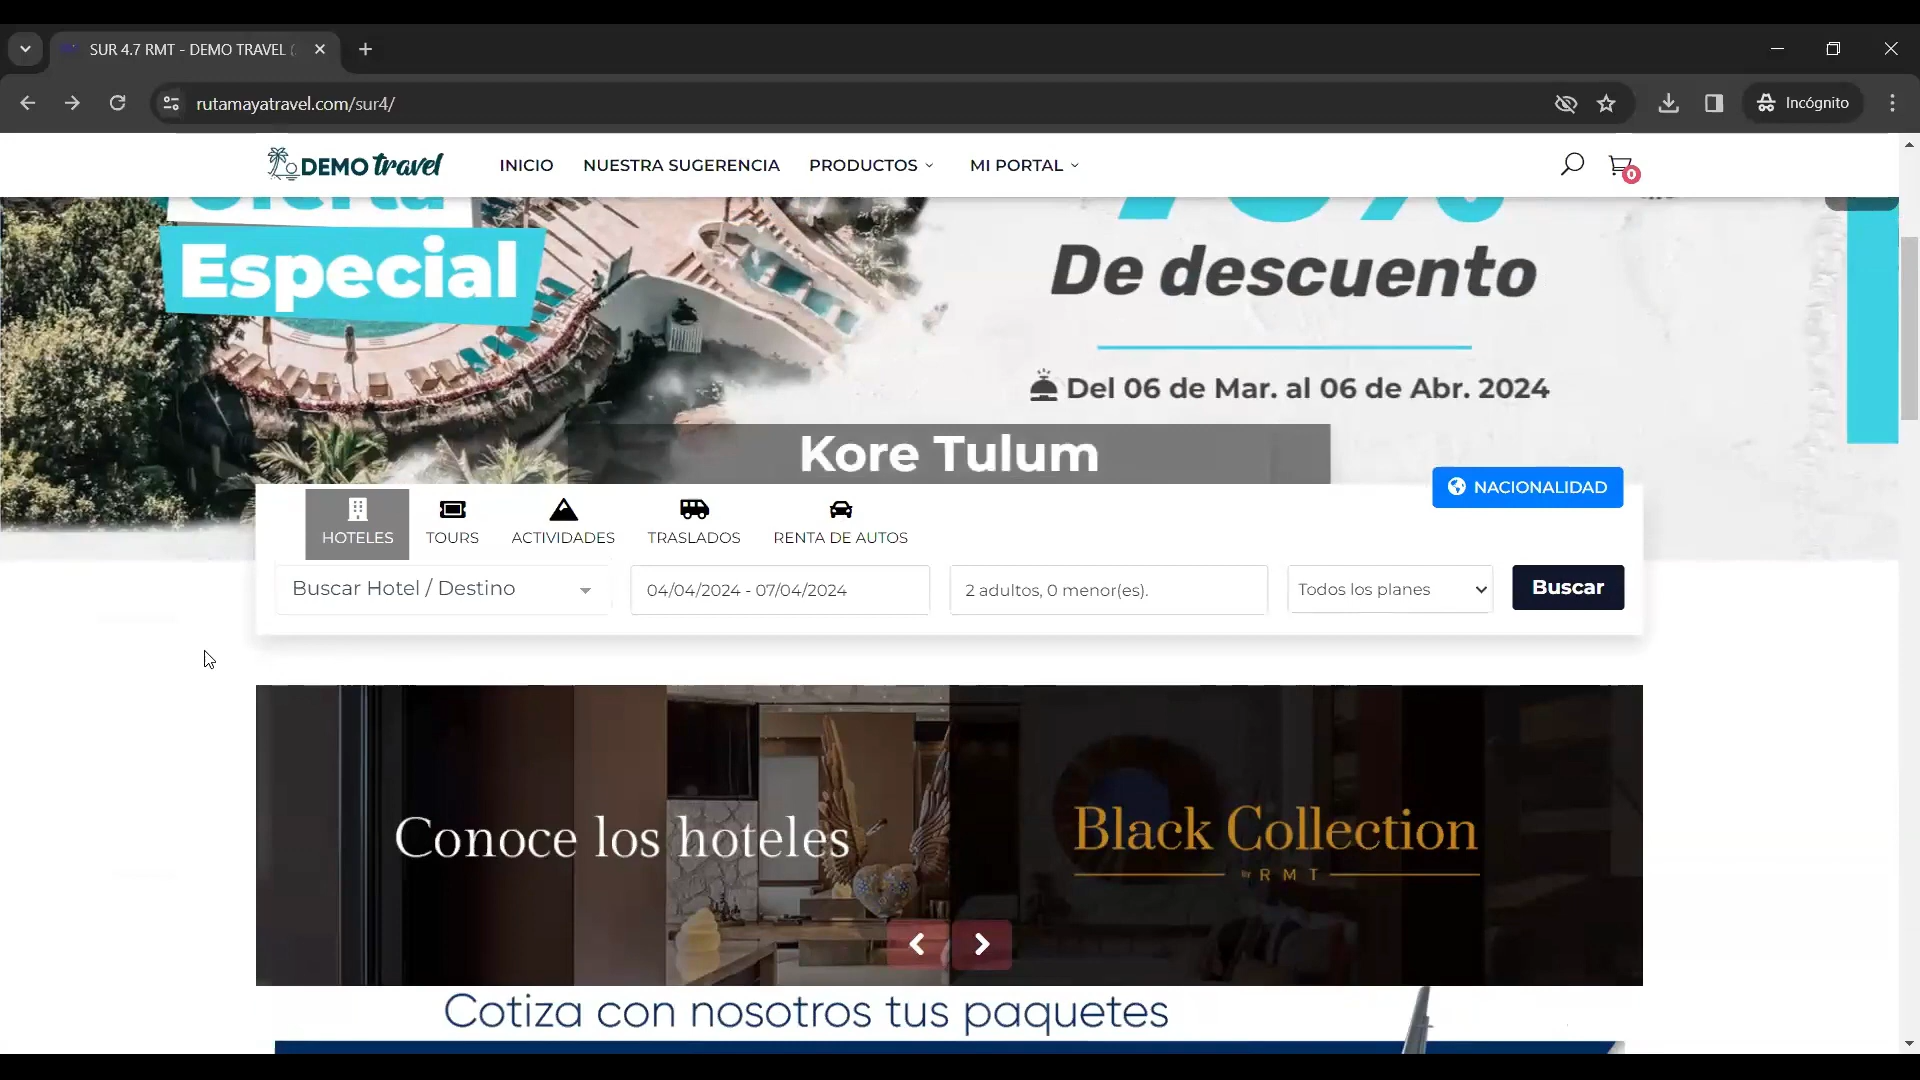 SUR 4.7 RMT - DEMO TRAVEL (
rutamayatravel.com/sur4/
Incógnito
DEMO travel
INICIO
NUESTRA SUGERENCIA
PRODUCTOS
MI PORTAL
0
Oferta
Especial
De descuento
Del 06 de Mar. al 06 de Abr. 2024
Kore Tulum
NACIONALIDAD
HOTELES
TOURS
ACTIVIDADES
TRASLADOS
RENTA DE AUTOS
Buscar Hotel / Destino
04/04/2024 - 07/04/2024
2 adultos, 0 menor(es).
Todos los planes
Buscar
Conoce los hoteles
Black Collection
by RMT
Cotiza con nosotros tus paquetes